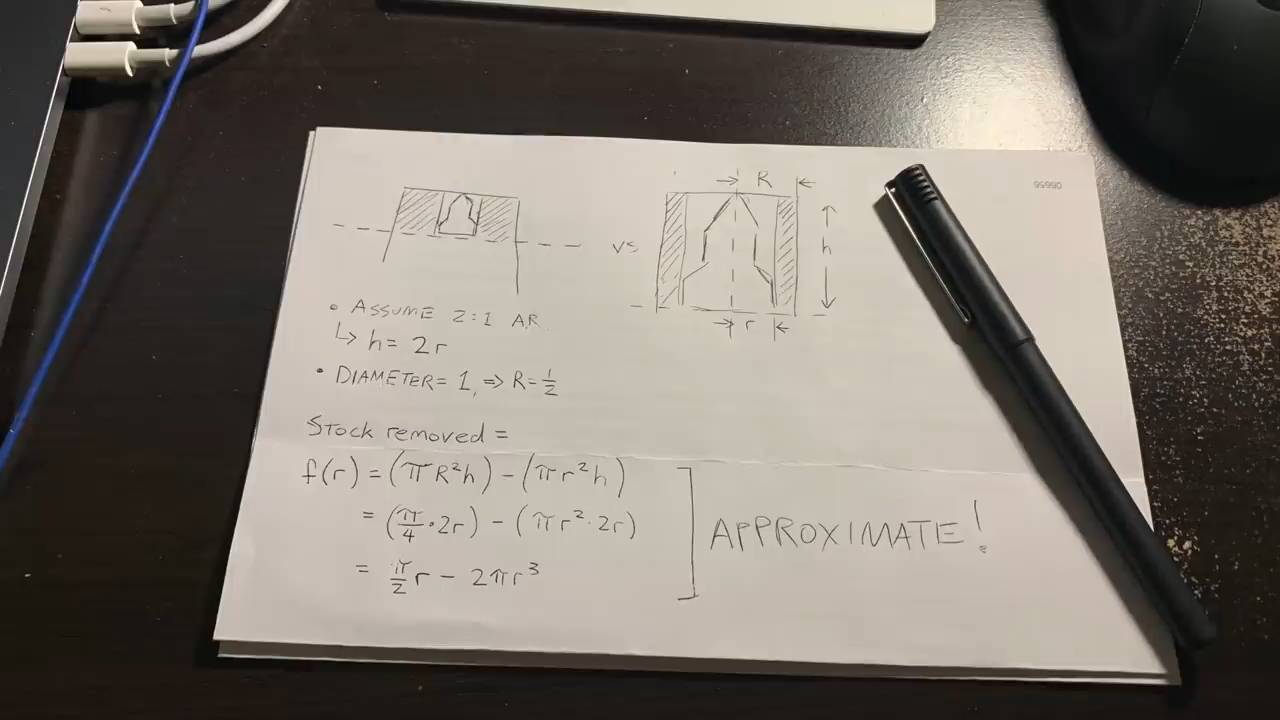 R
h
vs
r
• ASSUME 2:1 AR
↳ h = 2r
• DIAMETER = 1, ⇒ R = 1/2
Stock removed =
f(r) = (πR²h) − (πr²h)
= (π/4 · 2r) − (πr² · 2r)
= π/2 r − 2πr³
APPROXIMATE!